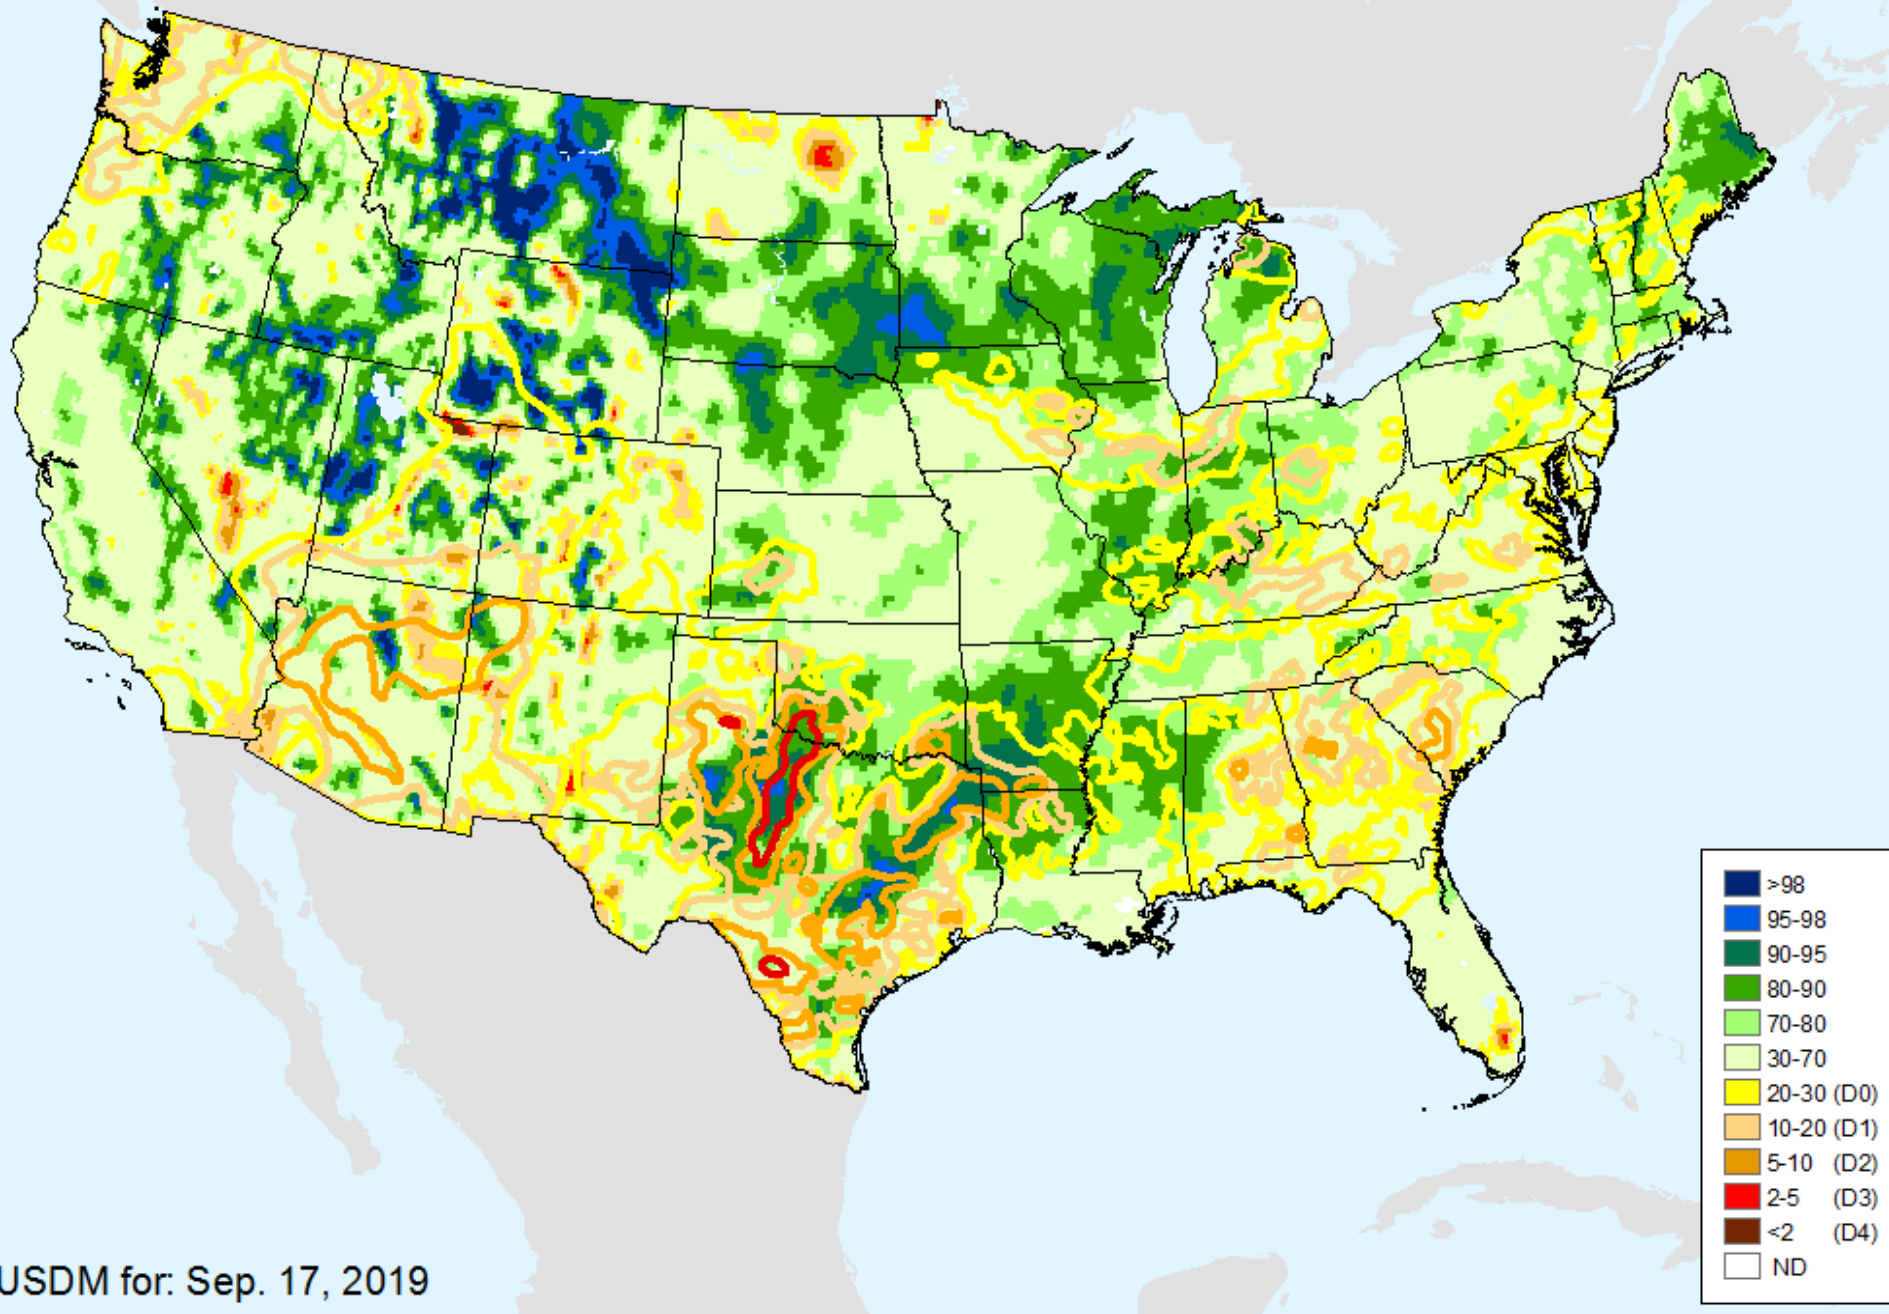 >98
95-98
90-95
80-90
70-80
30-70
20-30 (D0)
10-20 (D1)
5-10 (D2)
2-5 (D3)
<2 (D4)
ND
USDM for: Sep. 17, 2019